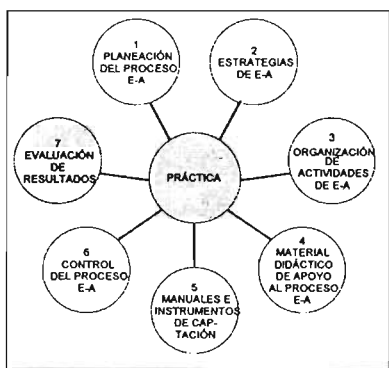 1
PLANEACIÓN
DEL PROCESO
E-A
2
ESTRATEGIAS
DE E-A
3
ORGANIZACIÓN
DE
ACTIVIDADES
DE E-A
4
MATERIAL
DIDÁCTICO
DE APOYO
AL PROCESO
E-A
5
MANUALES E
INSTRUMENTOS
DE CAP-
TACIÓN
6
CONTROL
DEL PROCESO
E-A
7
EVALUACIÓN
DE
RESULTADOS
PRÁCTICA